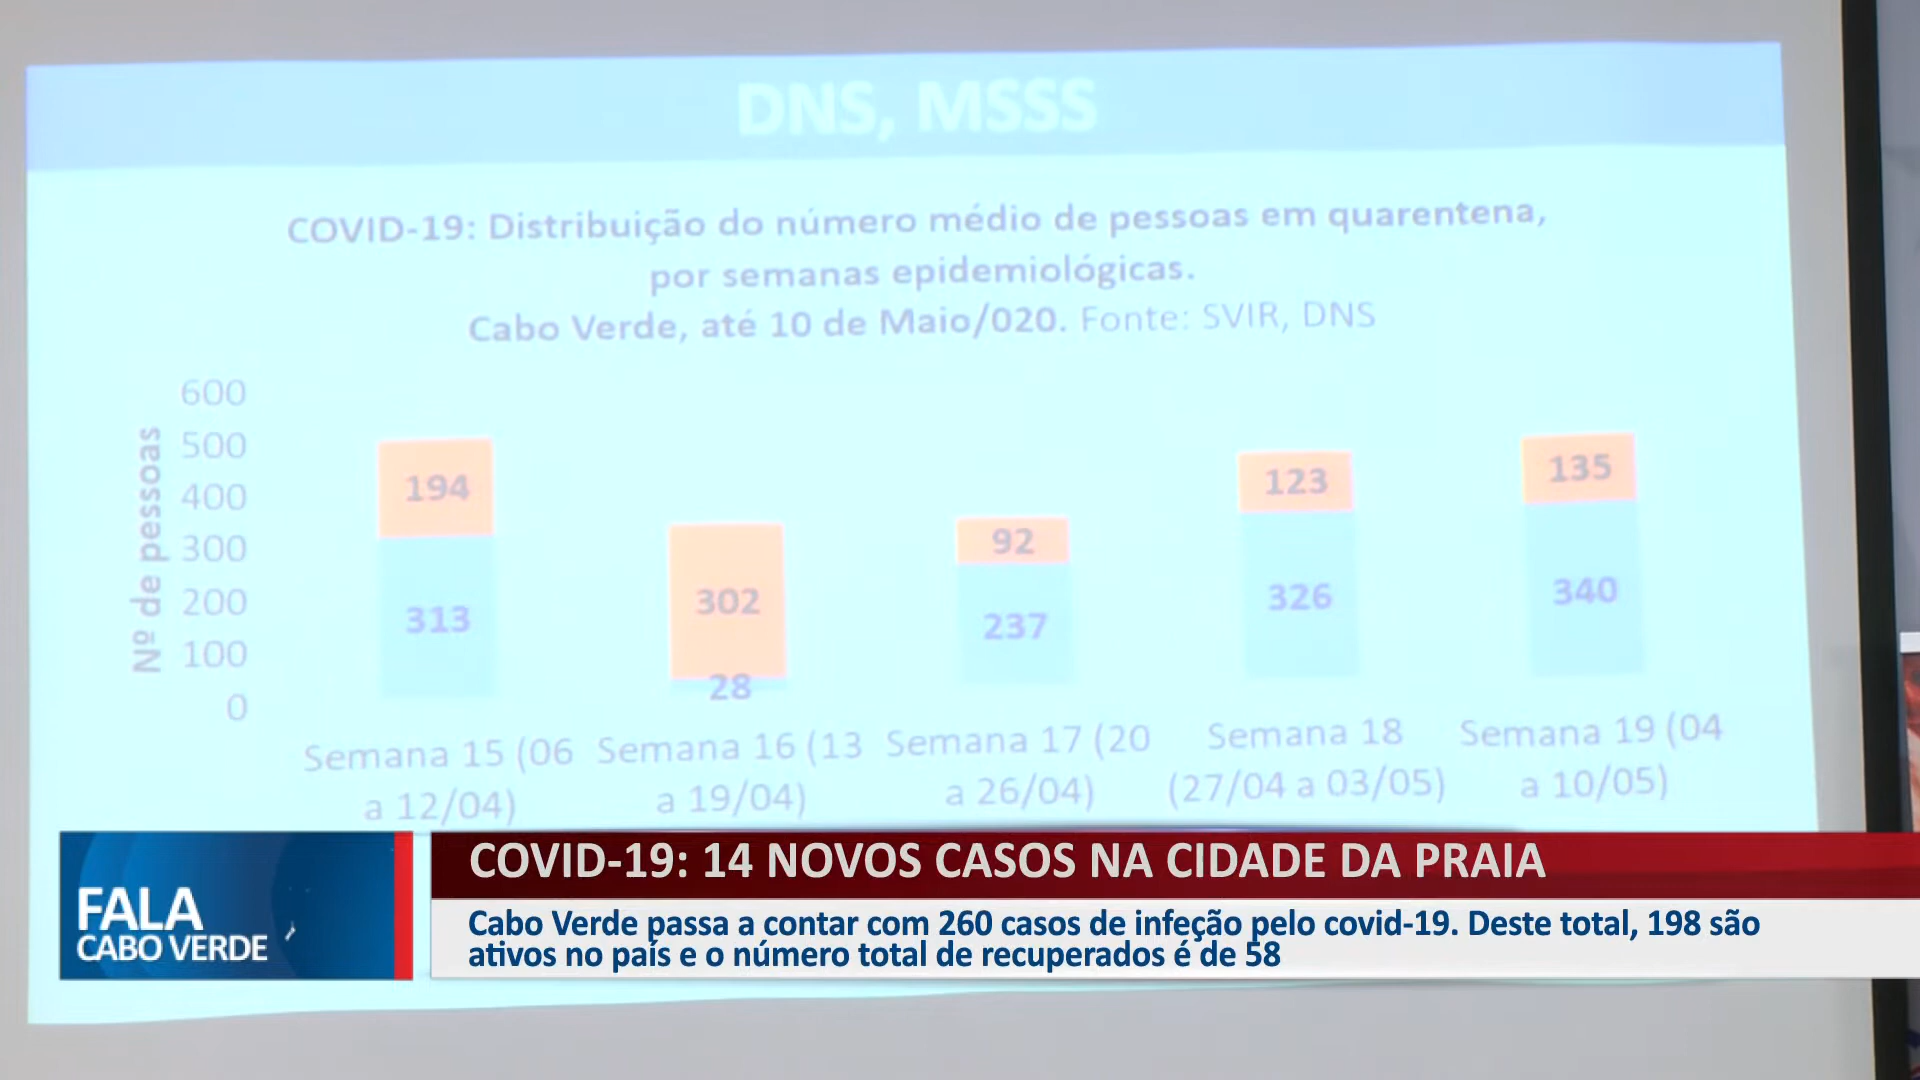 DNS, MSSS
COVID-19: Distribuição do número médio de pessoas em quarentena,
por semanas epidemiológicas.
Cabo Verde, até 10 de Maio/020. Fonte: SVIR, DNS
Nº de pessoas
600
500
400
300
200
100
0
194
313
302
28
92
237
123
326
135
340
Semana 15 (06
a 12/04)
Semana 16 (13
a 19/04)
Semana 17 (20
a 26/04)
Semana 18
(27/04 a 03/05)
Semana 19 (04
a 10/05)
FALA
CABO VERDE
COVID-19: 14 NOVOS CASOS NA CIDADE DA PRAIA
Cabo Verde passa a contar com 260 casos de infeção pelo covid-19. Deste total, 198 são
ativos no país e o número total de recuperados é de 58